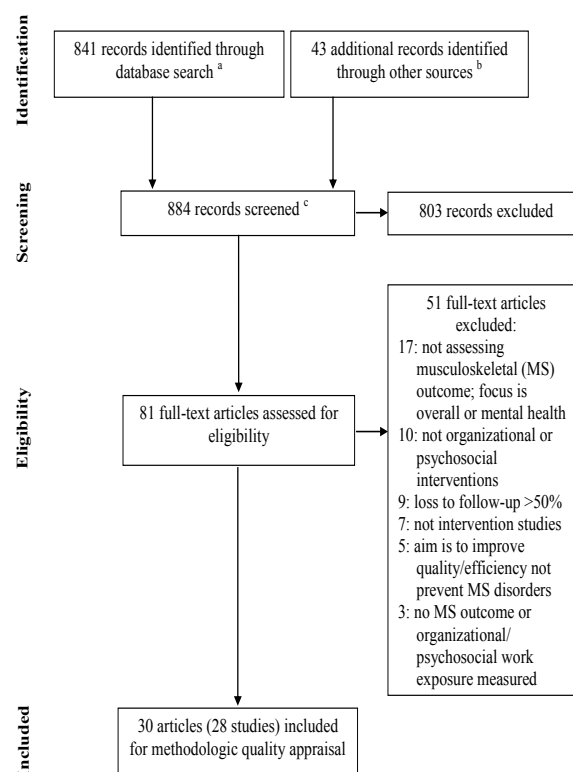 Identification
841 records identified through
database search a
43 additional records identified
through other sources b
Screening
884 records screened c
803 records excluded
Eligibility
81 full-text articles assessed for
eligibility
51 full-text articles
excluded:
17: not assessing
musculoskeletal (MS)
outcome; focus is
overall or mental health
10: not organizational or
psychosocial
interventions
9: loss to follow-up >50%
7: not intervention studies
5: aim is to improve
quality/efficiency not
prevent MS disorders
3: no MS outcome or
organizational/
psychosocial work
exposure measured
Included
30 articles (28 studies) included
for methodologic quality appraisal